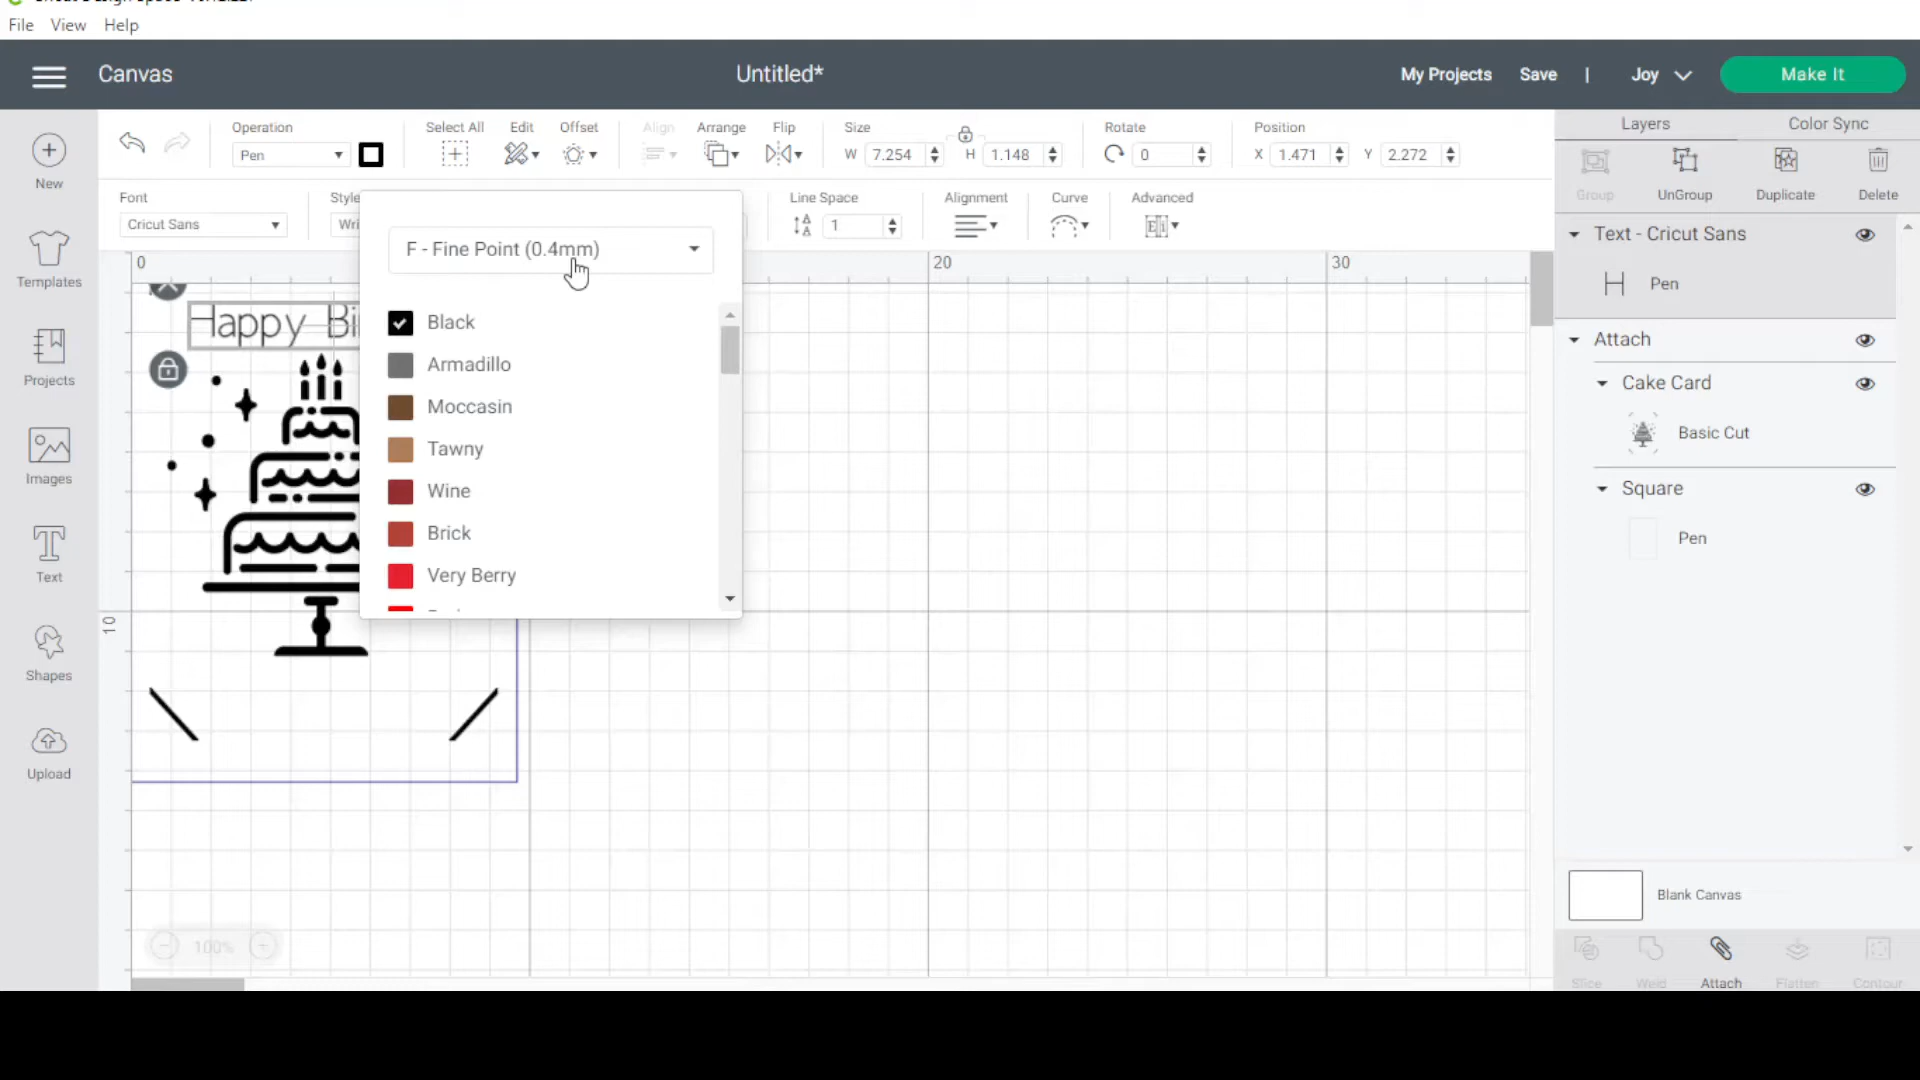 File View Help
Canvas
Untitled*
My Projects Save | Joy
Make It
New
Templates
Projects
Images
Text
Shapes
Upload
Operation
Pen
Select All
Edit
Offset
Align
Arrange
Flip
Size
W 7.254
H 1.148
Rotate
0
Position
X 1.471
Y 2.272
Font
Cricut Sans
Style
Wri
Line Space
1
Alignment
Curve
Advanced
F - Fine Point (0.4mm)
Black
Armadillo
Moccasin
Tawny
Wine
Brick
Very Berry
0
20
30
10
Happy Bi
100%
Layers
Color Sync
Group
UnGroup
Duplicate
Delete
Text - Cricut Sans
Pen
Attach
Cake Card
Basic Cut
Square
Pen
Blank Canvas
Slice
Weld
Attach
Flatten
Contour